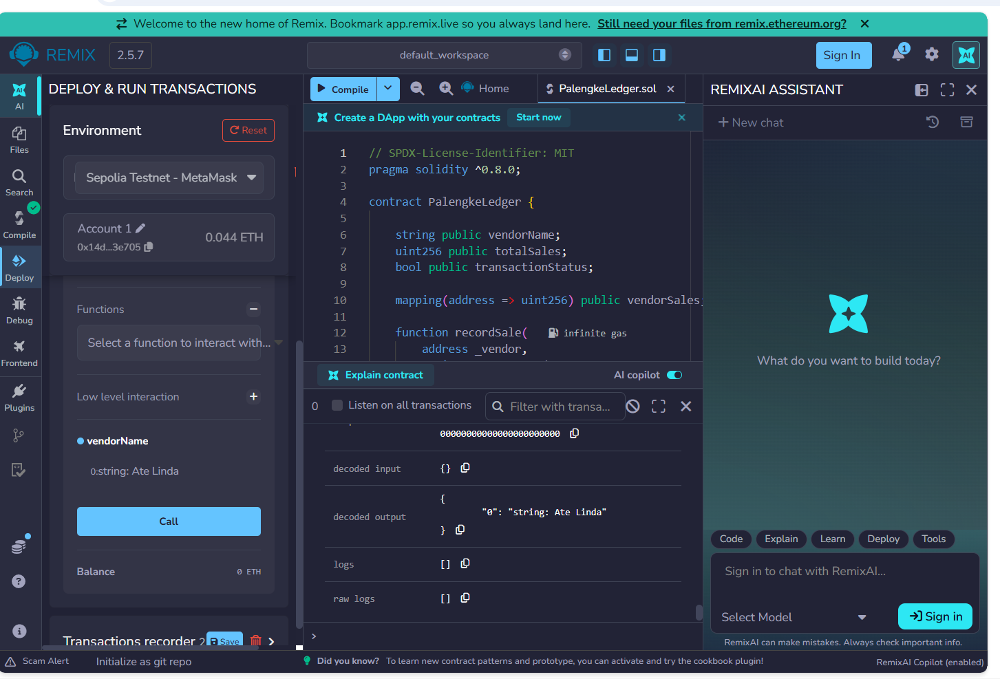 Welcome to the new home of Remix. Bookmark app.remix.live so you always land here. Still need your files from remix.ethereum.org?
REMIX
2.5.7
default_workspace
Sign In
1
AI
AI
AI
Files
Search
Compile
Deploy
Debug
Frontend
Plugins
DEPLOY & RUN TRANSACTIONS
Environment
Reset
Sepolia Testnet - MetaMask
Account 1
0x14d...3e705
0.044 ETH
Functions
Select a function to interact with...
Low level interaction
vendorName
0:string: Ate Linda
Call
Balance
0 ETH
Transactions recorder 2
Save
Compile
Home
PalengkeLedger.sol
Create a DApp with your contracts
Start now
1 // SPDX-License-Identifier: MIT
2 pragma solidity ^0.8.0;
3
4 contract PalengkeLedger {
5
6 string public vendorName;
7 uint256 public totalSales;
8 bool public transactionStatus;
9
10 mapping(address => uint256) public vendorSales;
11
12 function recordSale( infinite gas
13 address _vendor,
Explain contract
AI copilot
0
Listen on all transactions
Filter with transa...
00000000000000000000000
decoded input {}
decoded output {
"0": "string: Ate Linda"
}
logs []
raw logs []
>
REMIXAI ASSISTANT
New chat
What do you want to build today?
Code
Explain
Learn
Deploy
Tools
Sign in to chat with RemixAI...
Select Model
Sign in
RemixAI can make mistakes. Always check important info.
Scam Alert
Initialize as git repo
Did you know? To learn new contract patterns and prototype, you can activate and try the cookbook plugin!
RemixAI Copilot (enabled)